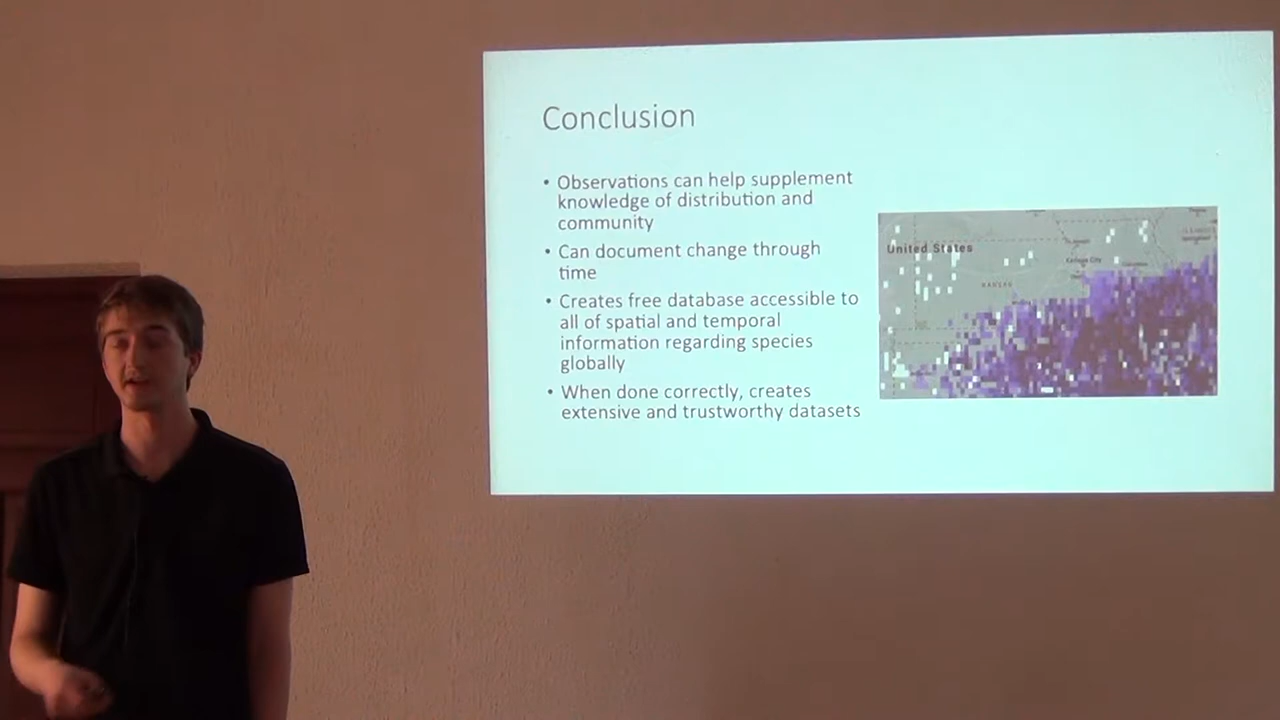 Conclusion
• Observations can help supplement
knowledge of distribution and
community
• Can document change through
time
• Creates free database accessible to
all of spatial and temporal
information regarding species
globally
• When done correctly, creates
extensive and trustworthy datasets
United States
Kansas City
KANSAS